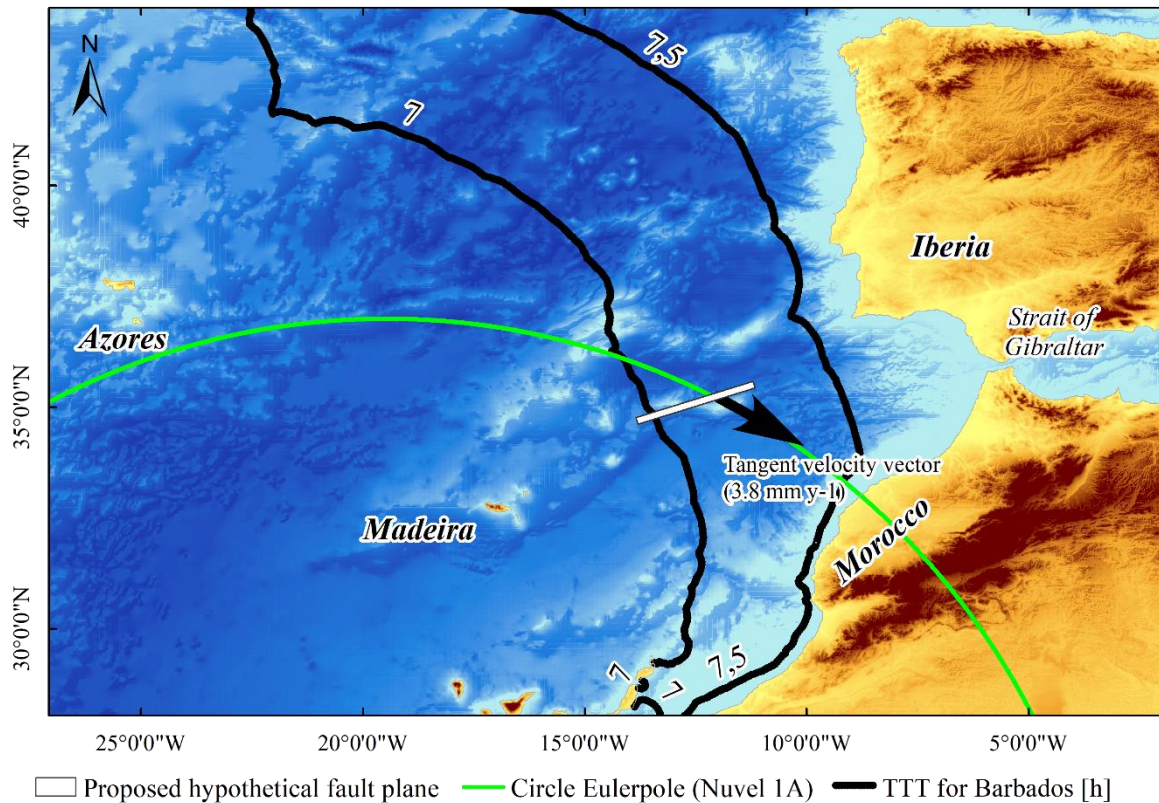 N
7,5
7
40°0'0"N
Iberia
Strait of
Gibraltar
Azores
35°0'0"N
Tangent velocity vector
(3.8 mm y-1)
Madeira
Morocco
30°0'0"N
7
7
7,5
25°0'0"W
20°0'0"W
15°0'0"W
10°0'0"W
5°0'0"W
Proposed hypothetical fault plane
Circle Eulerpole (Nuvel 1A)
TTT for Barbados [h]